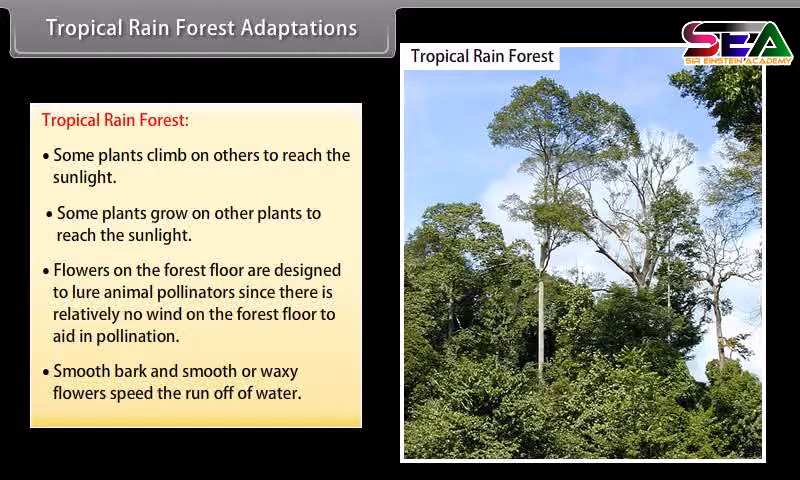 Tropical Rain Forest Adaptations
SEA
SIR EINSTEIN ACADEMY
Tropical Rain Forest
Tropical Rain Forest:
• Some plants climb on others to reach the
sunlight.
• Some plants grow on other plants to
reach the sunlight.
• Flowers on the forest floor are designed
to lure animal pollinators since there is
relatively no wind on the forest floor to
aid in pollination.
• Smooth bark and smooth or waxy
flowers speed the run off of water.